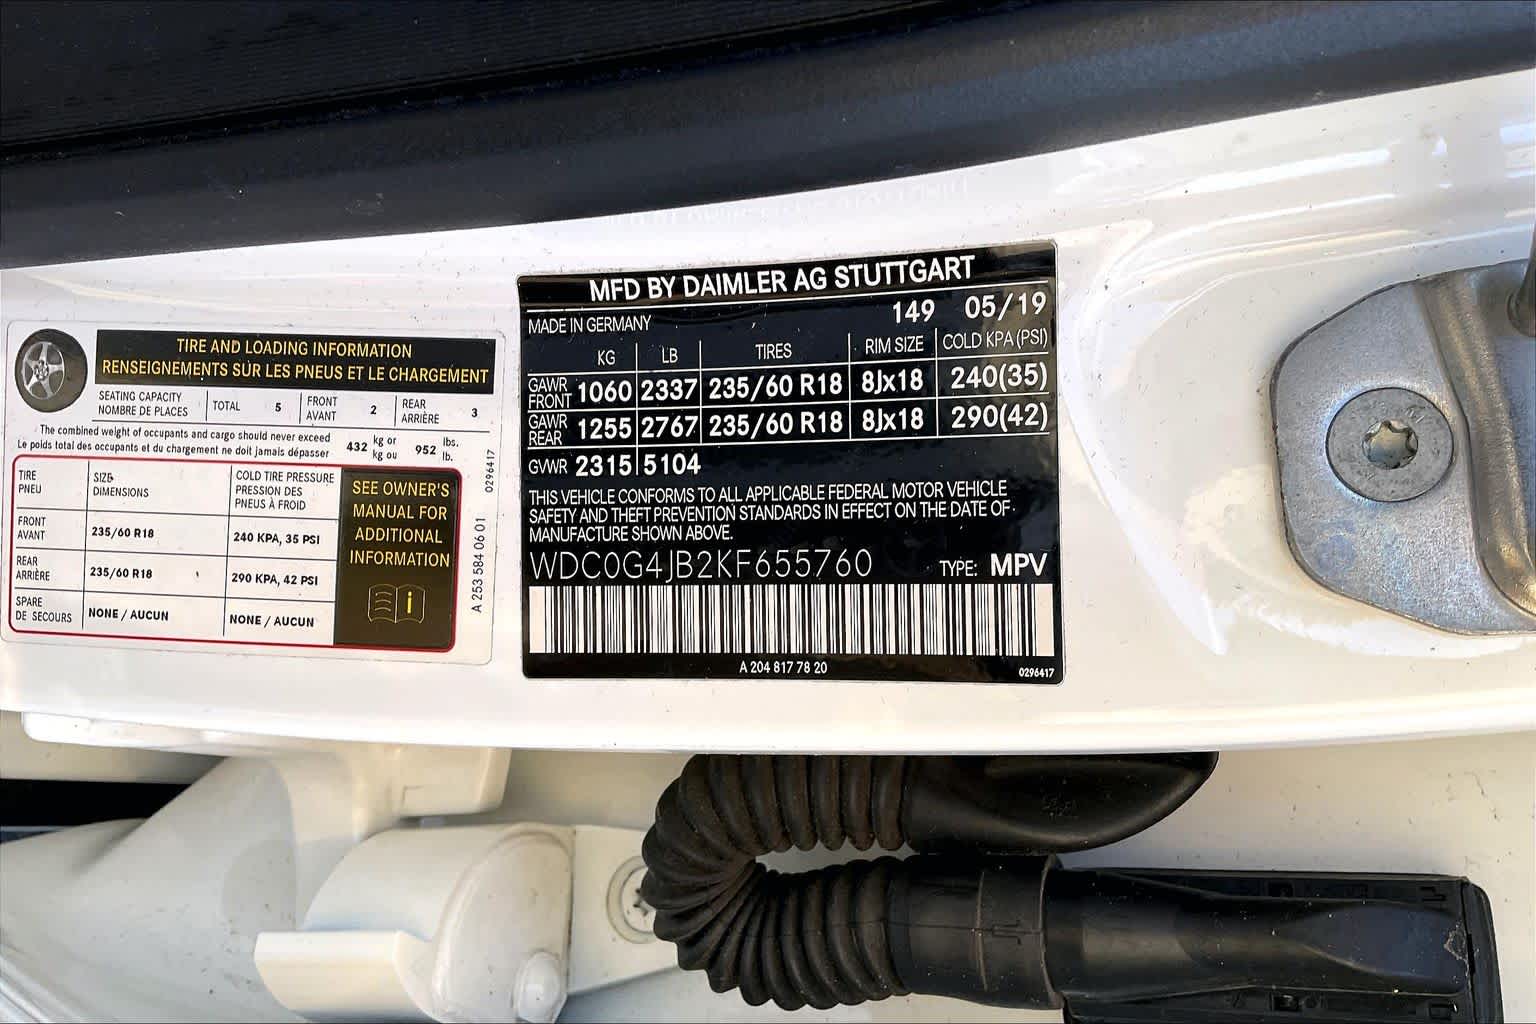 TIRE AND LOADING INFORMATION
RENSEIGNEMENTS SUR LES PNEUS ET LE CHARGEMENT
SEATING CAPACITY
NOMBRE DE PLACES
TOTAL 5
FRONT
AVANT
2
REAR
ARRIÈRE
3
The combined weight of occupants and cargo should never exceed
Le poids total des occupants et du chargement ne doit jamais dépasser
432
kg or
kg ou
952
lbs.
lb.
TIRE
PNEU
SIZE
DIMENSIONS
COLD TIRE PRESSURE
PRESSION DES
PNEUS À FROID
FRONT
AVANT
235/60 R18
240 KPA, 35 PSI
REAR
ARRIÈRE
235/60 R18
290 KPA, 42 PSI
SPARE
DE SECOURS
NONE / AUCUN
NONE / AUCUN
SEE OWNER'S
MANUAL FOR
ADDITIONAL
INFORMATION
i
0296417
A 253 584 06 01
MFD BY DAIMLER AG STUTTGART
MADE IN GERMANY 149 05/19
KG LB TIRES RIM SIZE COLD KPA (PSI)
GAWR
FRONT
1060 2337 235/60 R18 8Jx18 240(35)
GAWR
REAR
1255 2767 235/60 R18 8Jx18 290(42)
GVWR 2315 5104
THIS VEHICLE CONFORMS TO ALL APPLICABLE FEDERAL MOTOR VEHICLE
SAFETY AND THEFT PREVENTION STANDARDS IN EFFECT ON THE DATE OF
MANUFACTURE SHOWN ABOVE.
WDC0G4JB2KF655760 TYPE: MPV
A 204 817 78 20
0296417